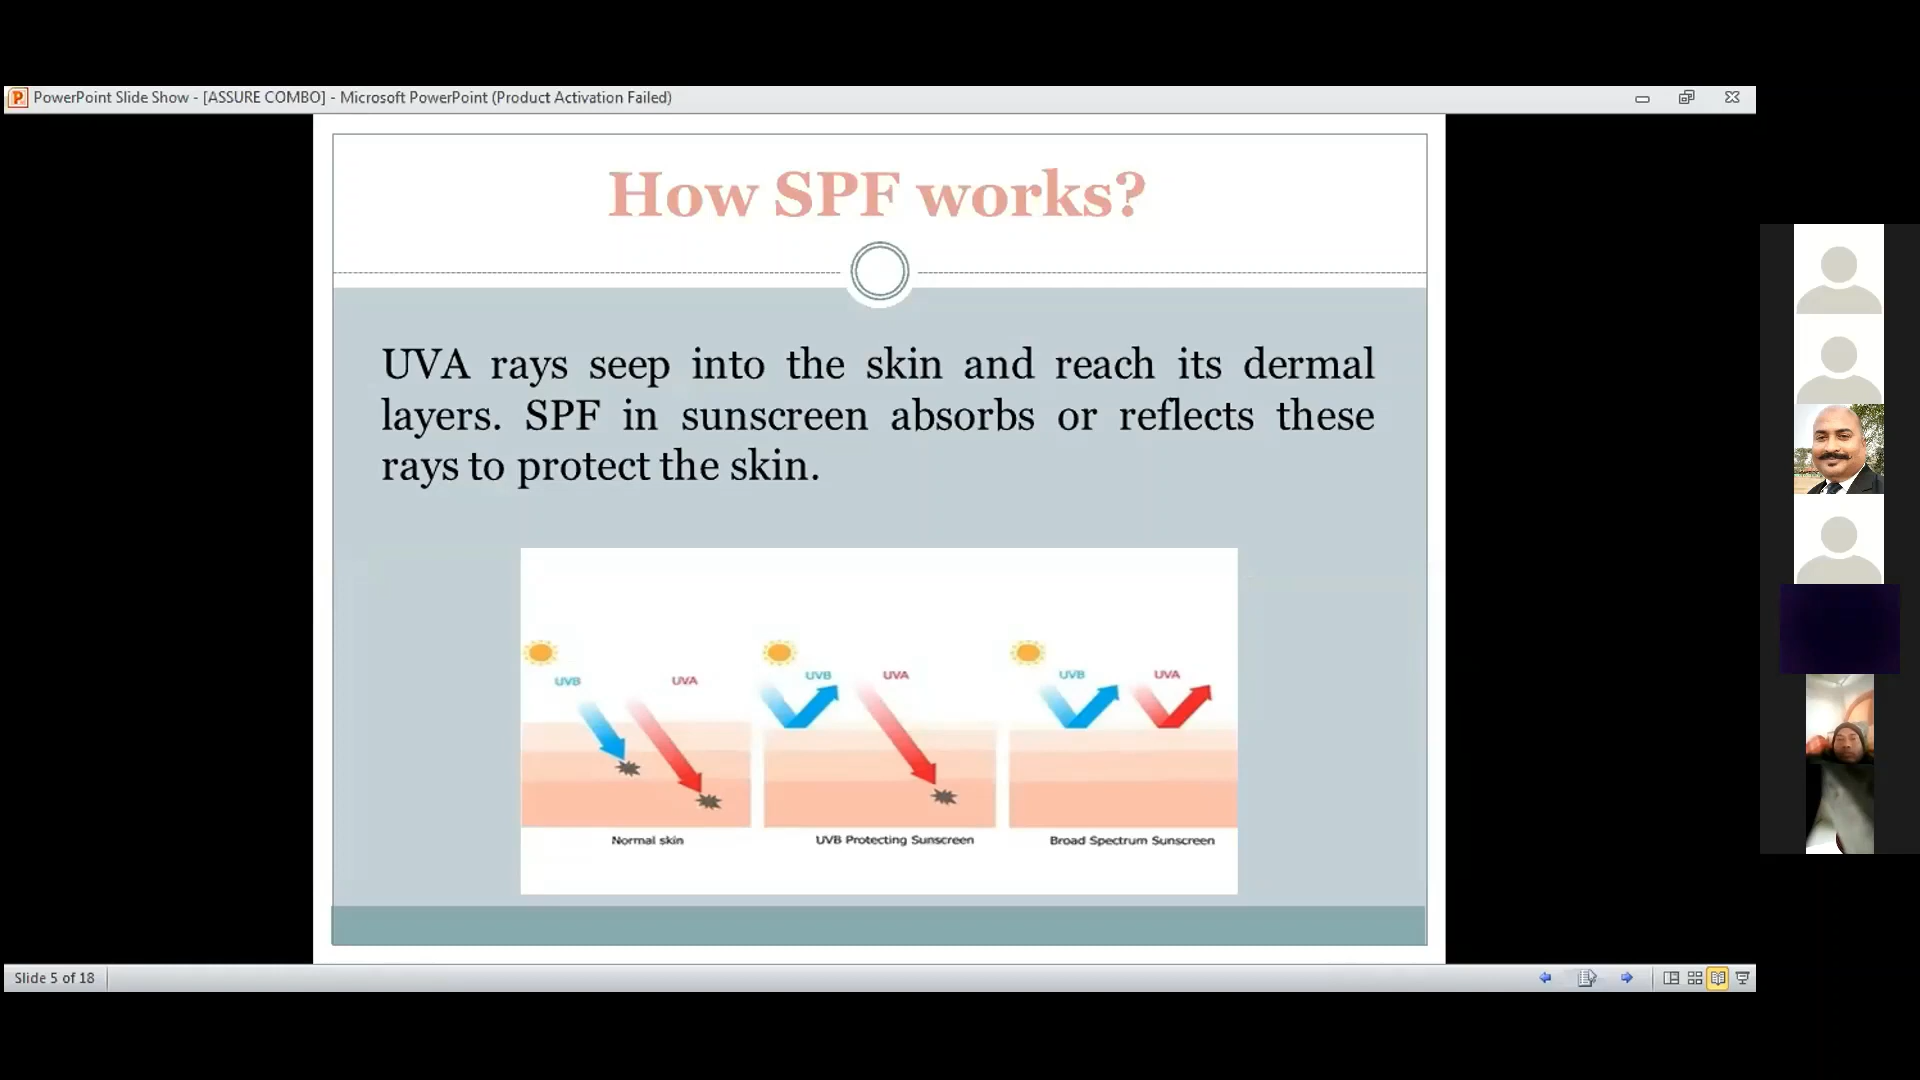 PowerPoint Slide Show - [ASSURE COMBO] - Microsoft PowerPoint (Product Activation Failed)
How SPF works?
UVA rays seep into the skin and reach its dermal
layers. SPF in sunscreen absorbs or reflects these
rays to protect the skin.
UVB UVA UVB UVA UVB UVA
Normal skin UVB Protecting Sunscreen Broad Spectrum Sunscreen
Slide 5 of 18